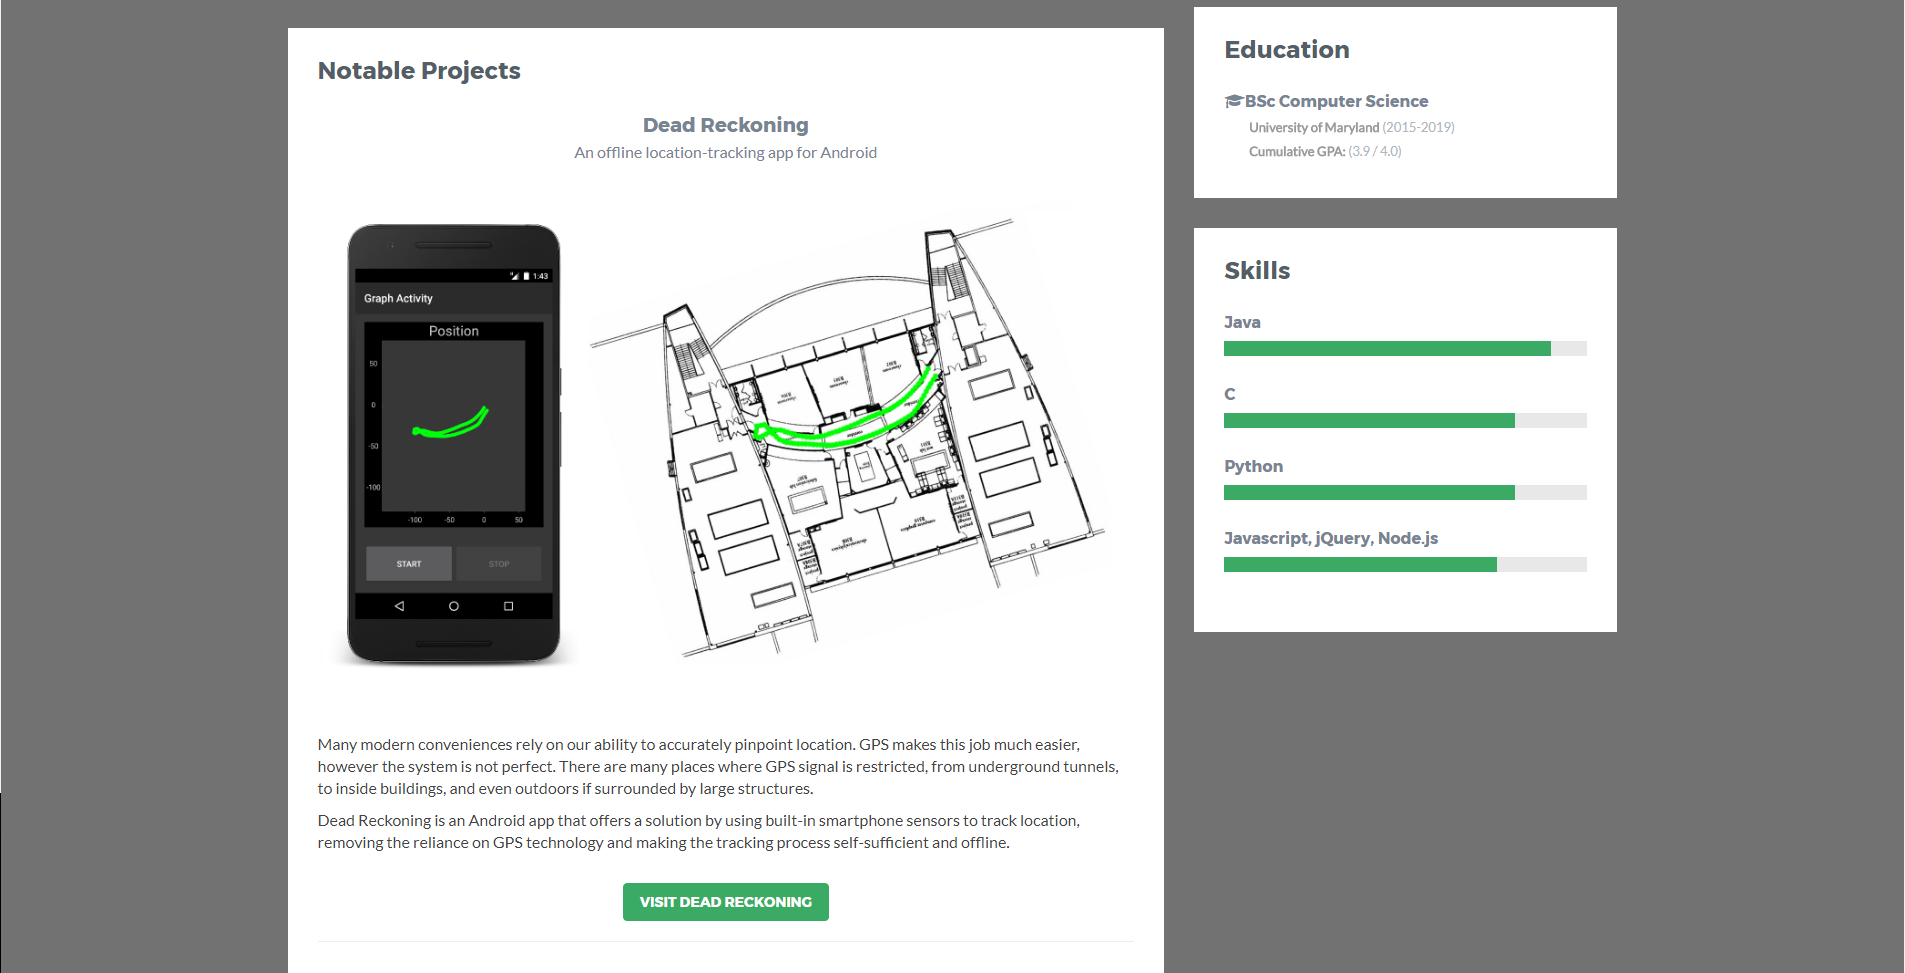 Notable Projects
Dead Reckoning
An offline location-tracking app for Android
1:43
Graph Activity
Position
50
0
-50
-100
-100 -50 0 50
START STOP
Many modern conveniences rely on our ability to accurately pinpoint location. GPS makes this job much easier,
however the system is not perfect. There are many places where GPS signal is restricted, from underground tunnels,
to inside buildings, and even outdoors if surrounded by large structures.
Dead Reckoning is an Android app that offers a solution by using built-in smartphone sensors to track location,
removing the reliance on GPS technology and making the tracking process self-sufficient and offline.
VISIT DEAD RECKONING
Education
BSc Computer Science
University of Maryland (2015-2019)
Cumulative GPA: (3.9 / 4.0)
Skills
Java
C
Python
Javascript, jQuery, Node.js